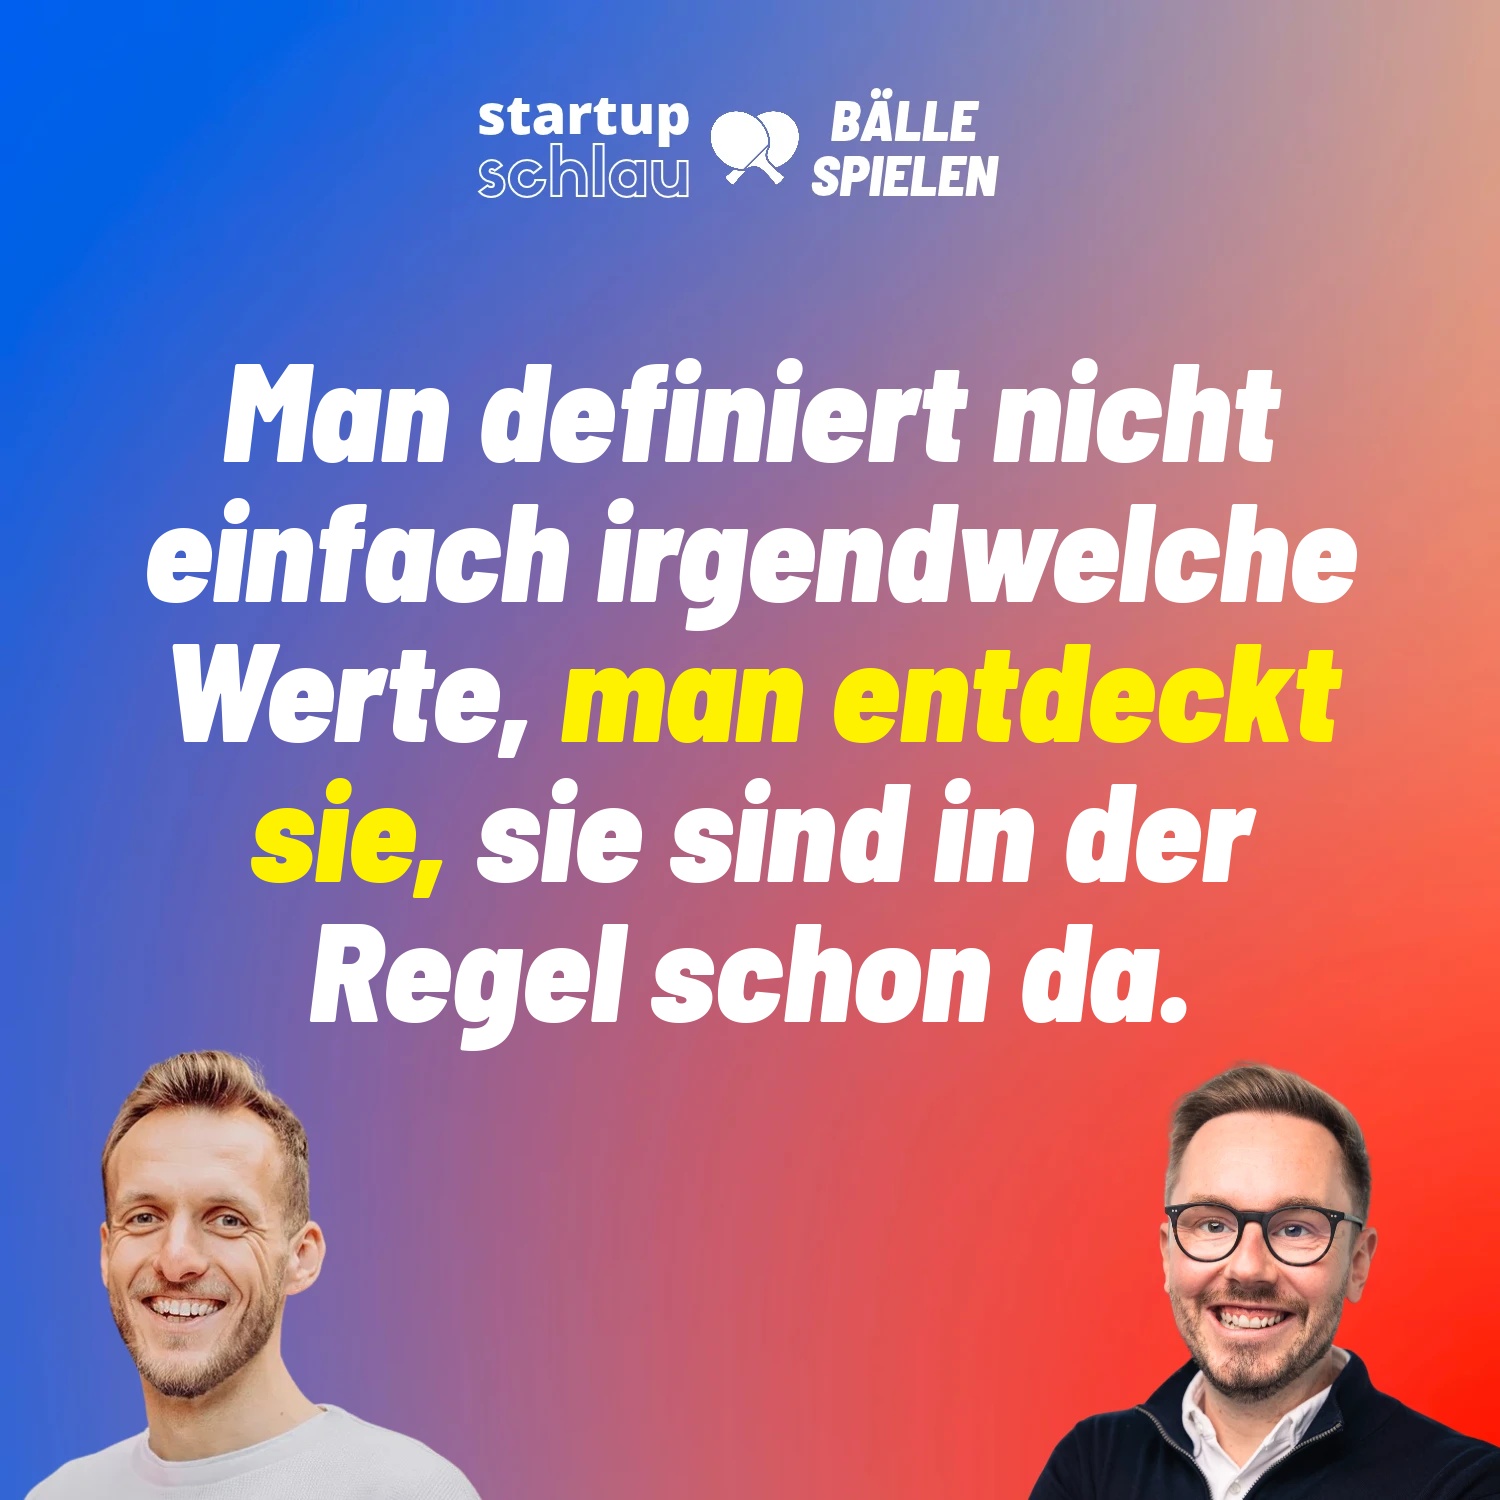 startup
schlau
BÄLLE
SPIELEN
Man definiert nicht
einfach irgendwelche
Werte, man entdeckt
sie, sie sind in der
Regel schon da.